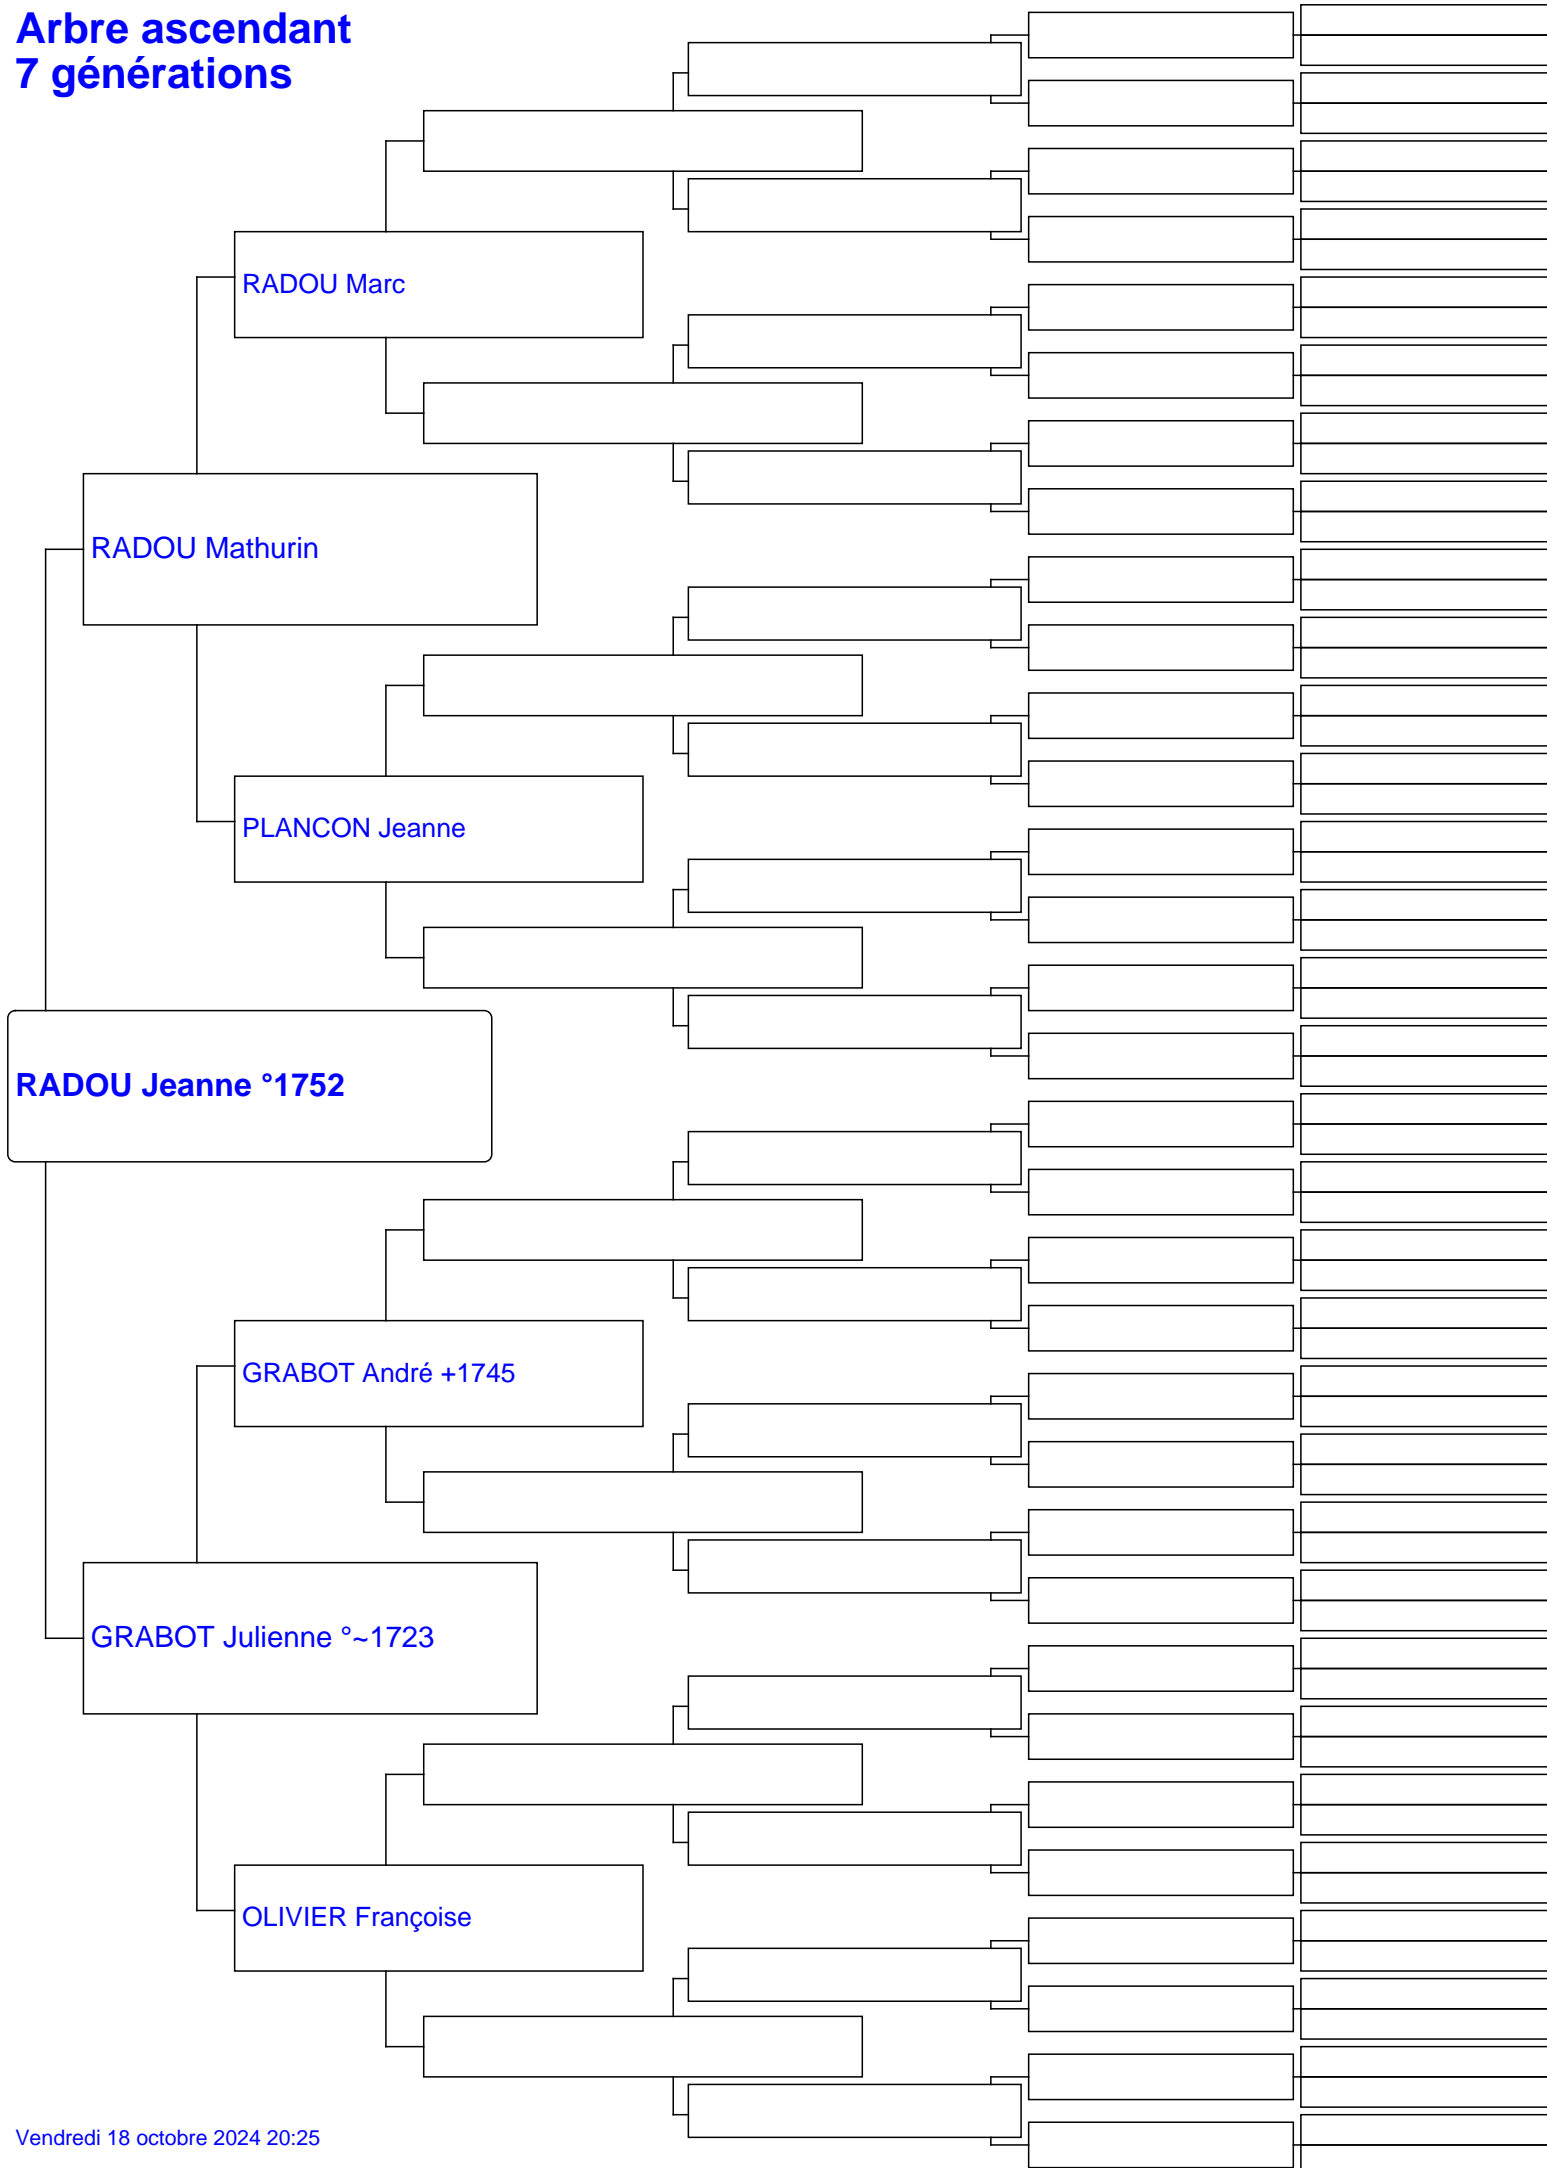 Arbre ascendant
7 générations
RADOU Marc
RADOU Mathurin
PLANCON Jeanne
RADOU Jeanne °1752
GRABOT André +1745
GRABOT Julienne °~1723
OLIVIER Françoise
Vendredi 18 octobre 2024 20:25